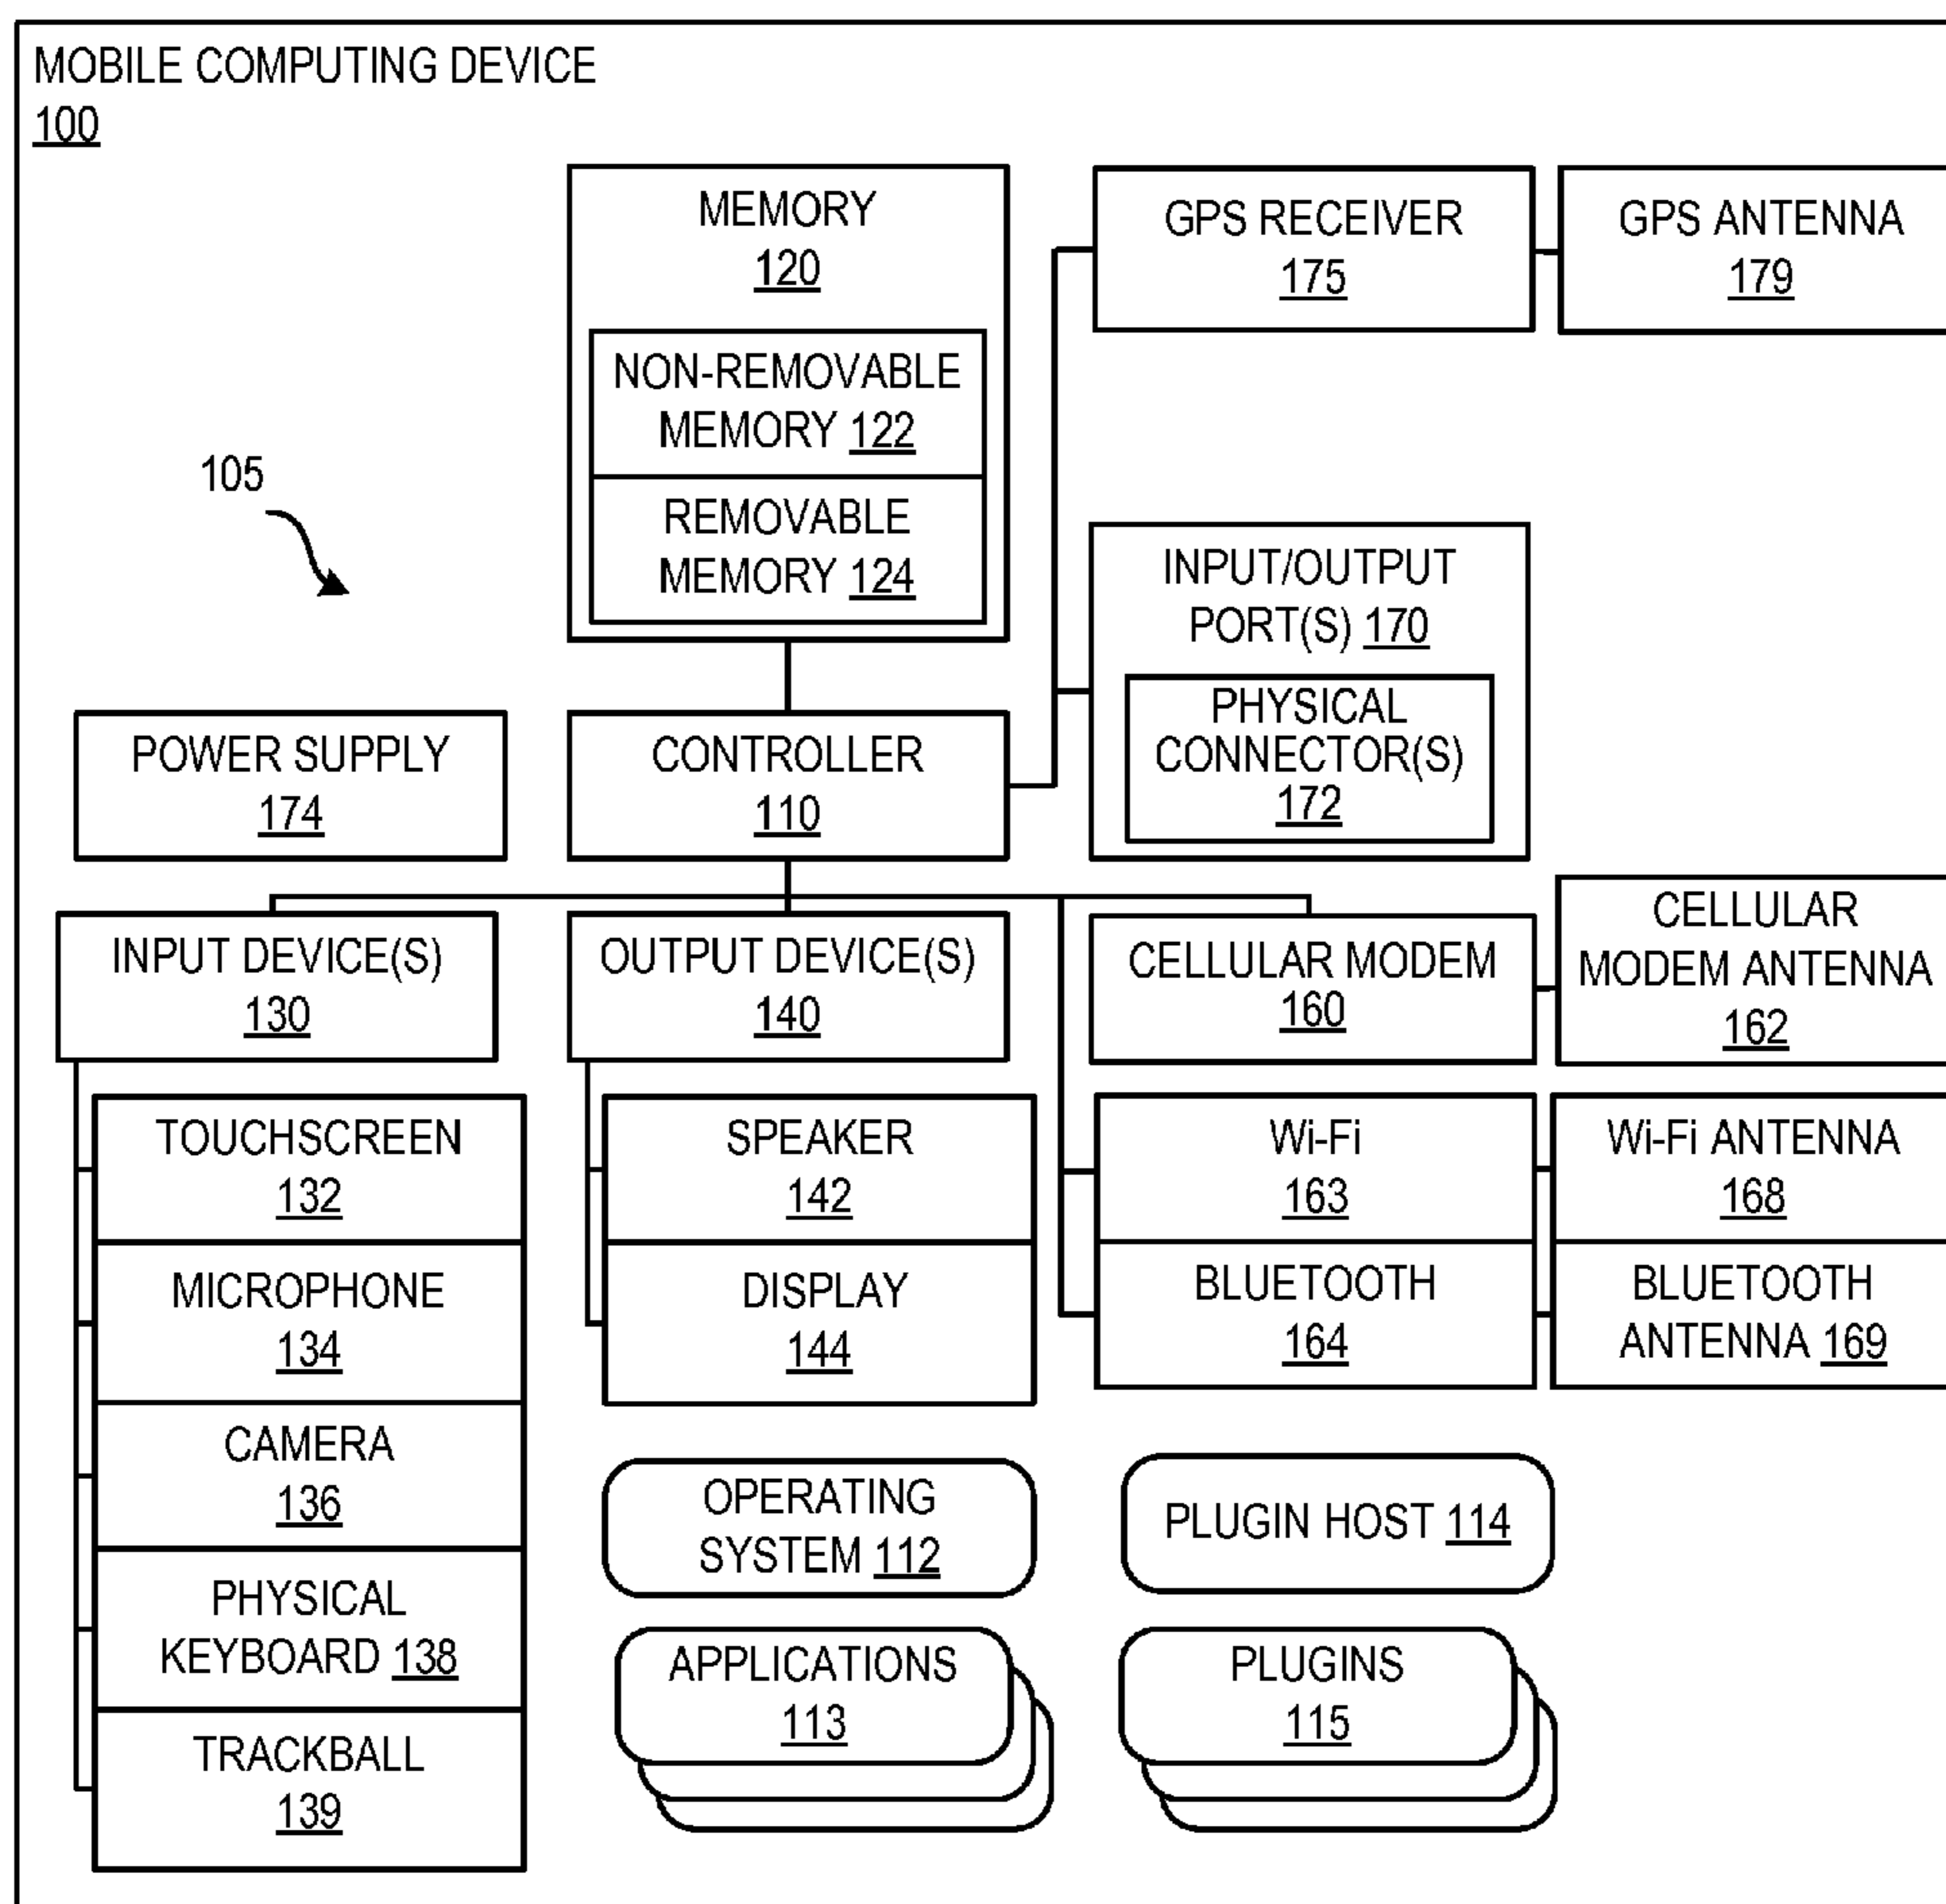 MOBILE COMPUTING DEVICE
100
MEMORY
120
NON-REMOVABLE
MEMORY 122
REMOVABLE
MEMORY 124
GPS RECEIVER
175
GPS ANTENNA
179
105
INPUT/OUTPUT
PORT(S) 170
PHYSICAL
CONNECTOR(S)
172
POWER SUPPLY
174
CONTROLLER
110
INPUT DEVICE(S)
130
OUTPUT DEVICE(S)
140
CELLULAR MODEM
160
CELLULAR
MODEM ANTENNA
162
TOUCHSCREEN
132
MICROPHONE
134
CAMERA
136
PHYSICAL
KEYBOARD 138
TRACKBALL
139
SPEAKER
142
DISPLAY
144
Wi-Fi
163
BLUETOOTH
164
Wi-Fi ANTENNA
168
BLUETOOTH
ANTENNA 169
OPERATING
SYSTEM 112
PLUGIN HOST 114
APPLICATIONS
113
PLUGINS
115